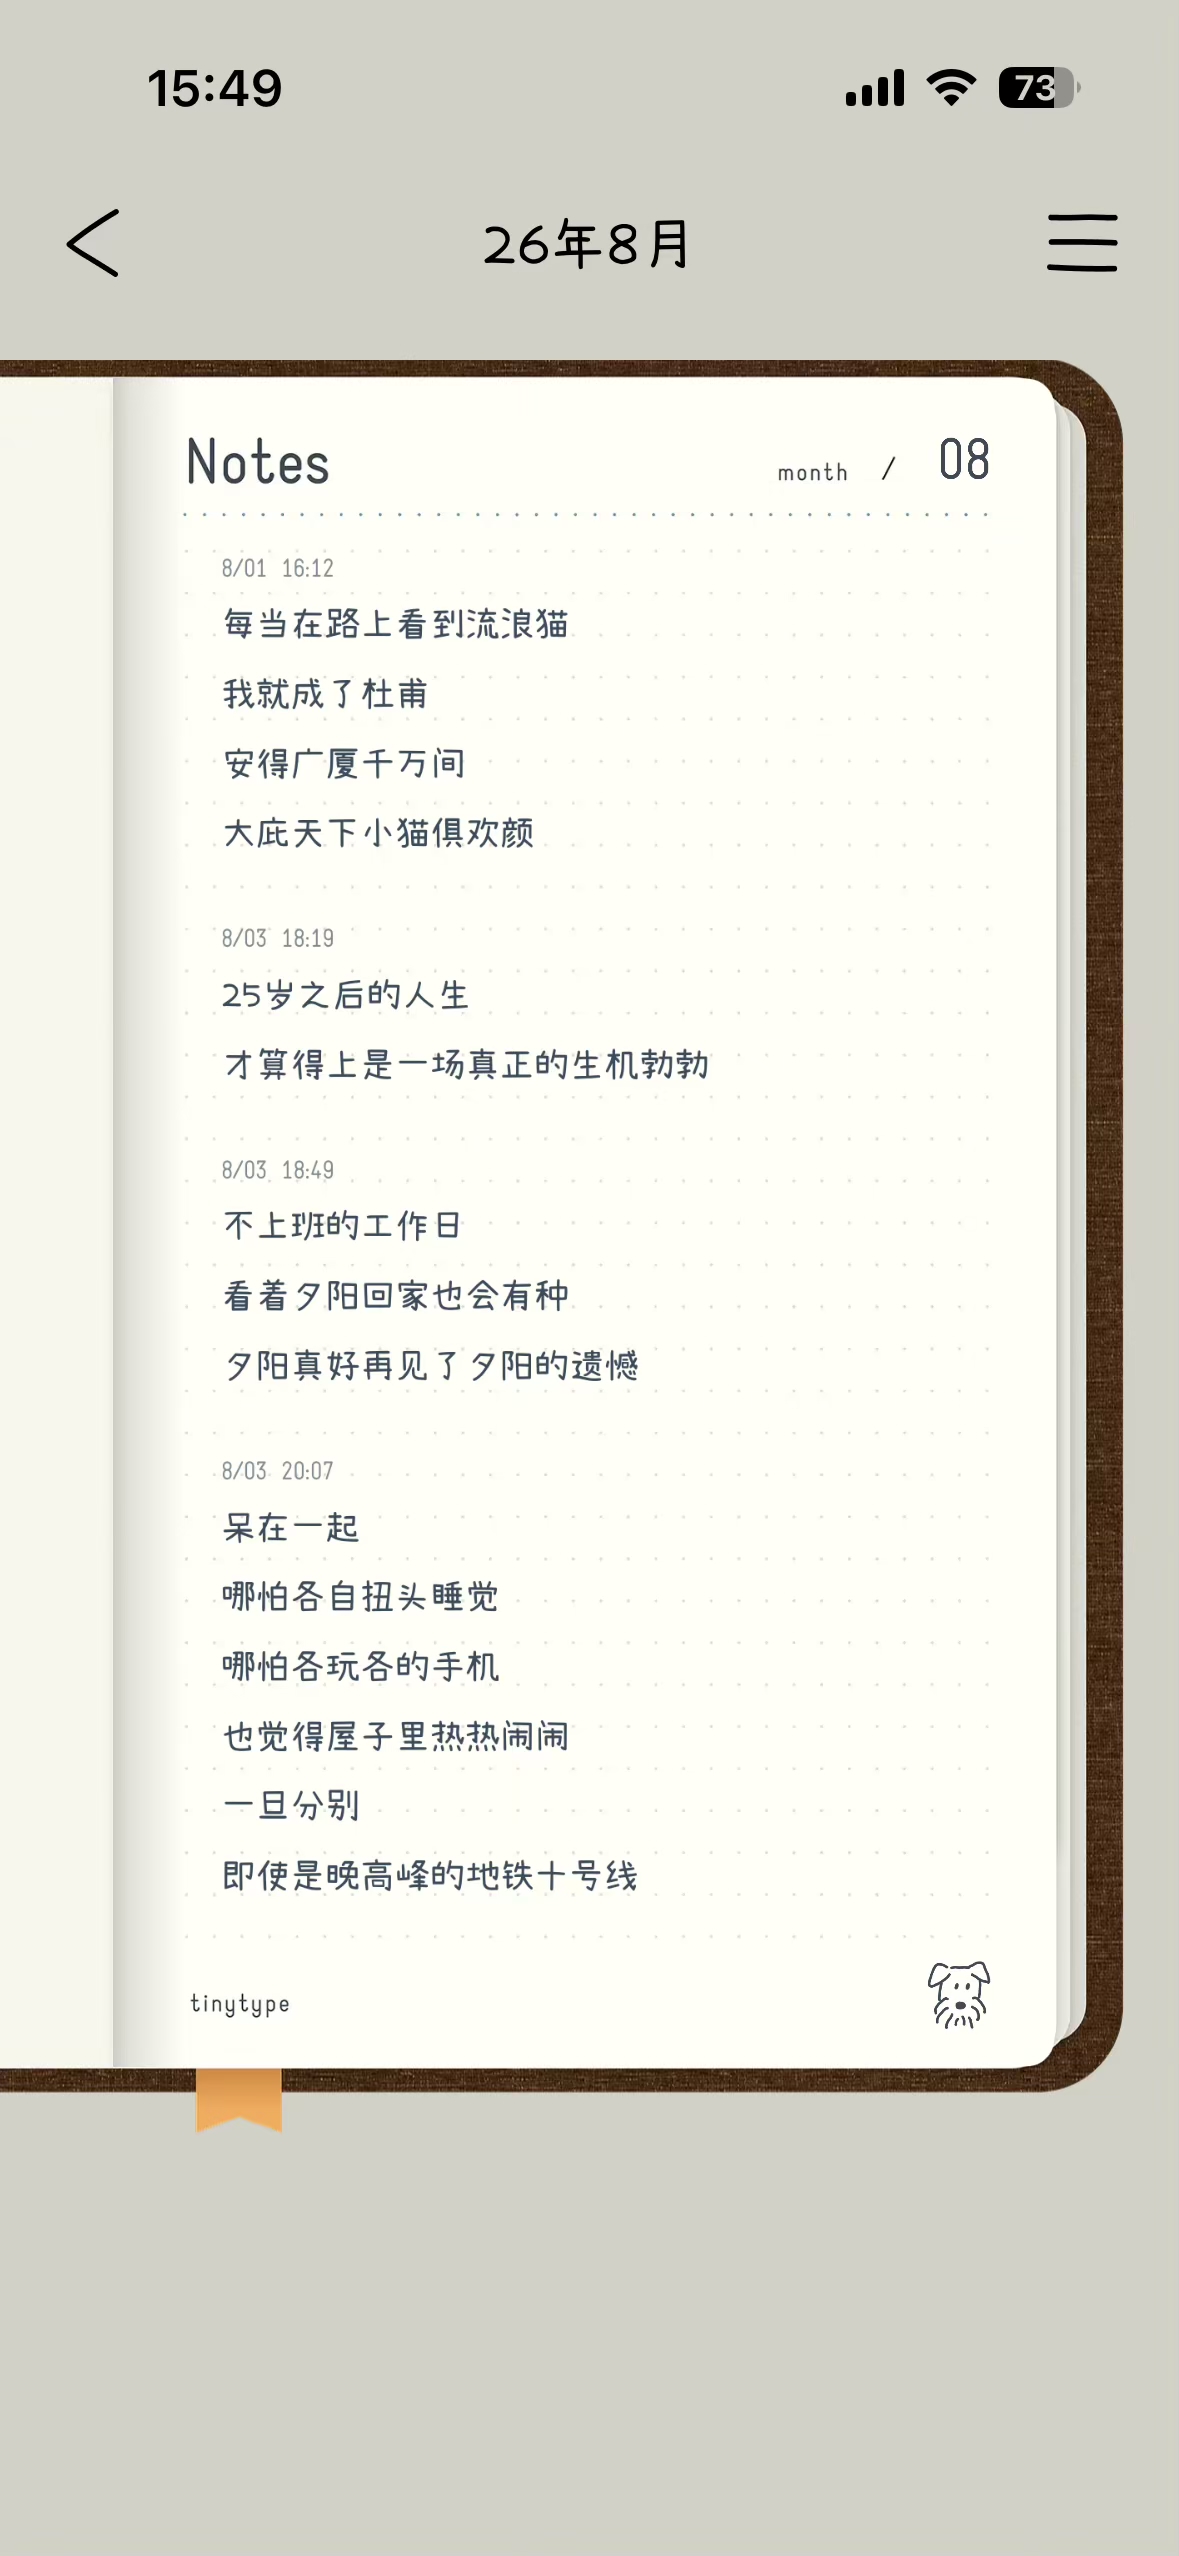 15:49
73
26年8月
Notes
month / 08
8/01 16:12
每当在路上看到流浪猫
我就成了杜甫
安得广厦千万间
大庇天下小猫俱欢颜
8/03 18:19
25岁之后的人生
才算得上是一场真正的生机勃勃
8/03 18:49
不上班的工作日
看着夕阳回家也会有种
夕阳真好再见了夕阳的遗憾
8/03 20:07
呆在一起
哪怕各自扭头睡觉
哪怕各玩各的手机
也觉得屋子里热热闹闹
一旦分别
即使是晚高峰的地铁十号线
tinytype